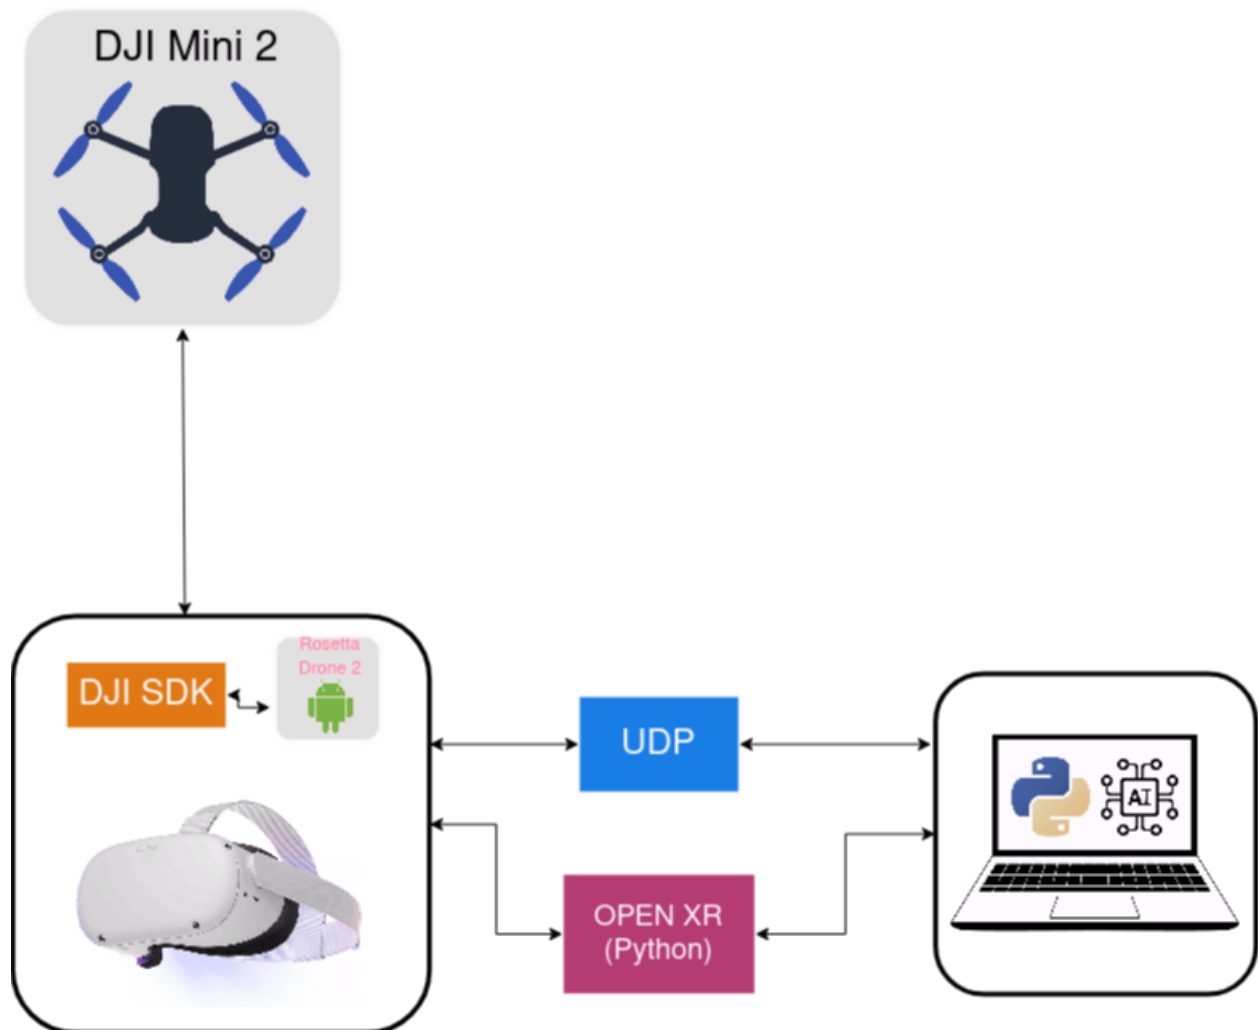 DJI Mini 2
Rosetta
Drone 2
DJI SDK
UDP
AI
OPEN XR
(Python)